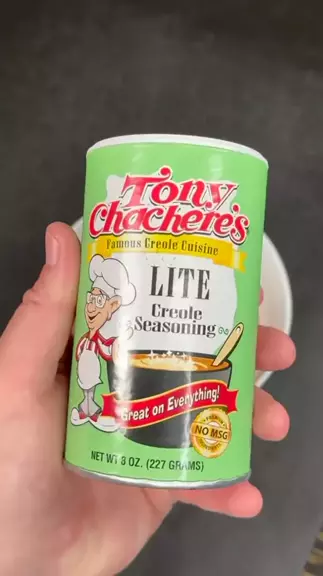 Tony
Chachere's
Famous Creole Cuisine
LITE
Creole
Seasoning
Great on Everything!
NO MSG
NET WT 8 OZ. (227 GRAMS)